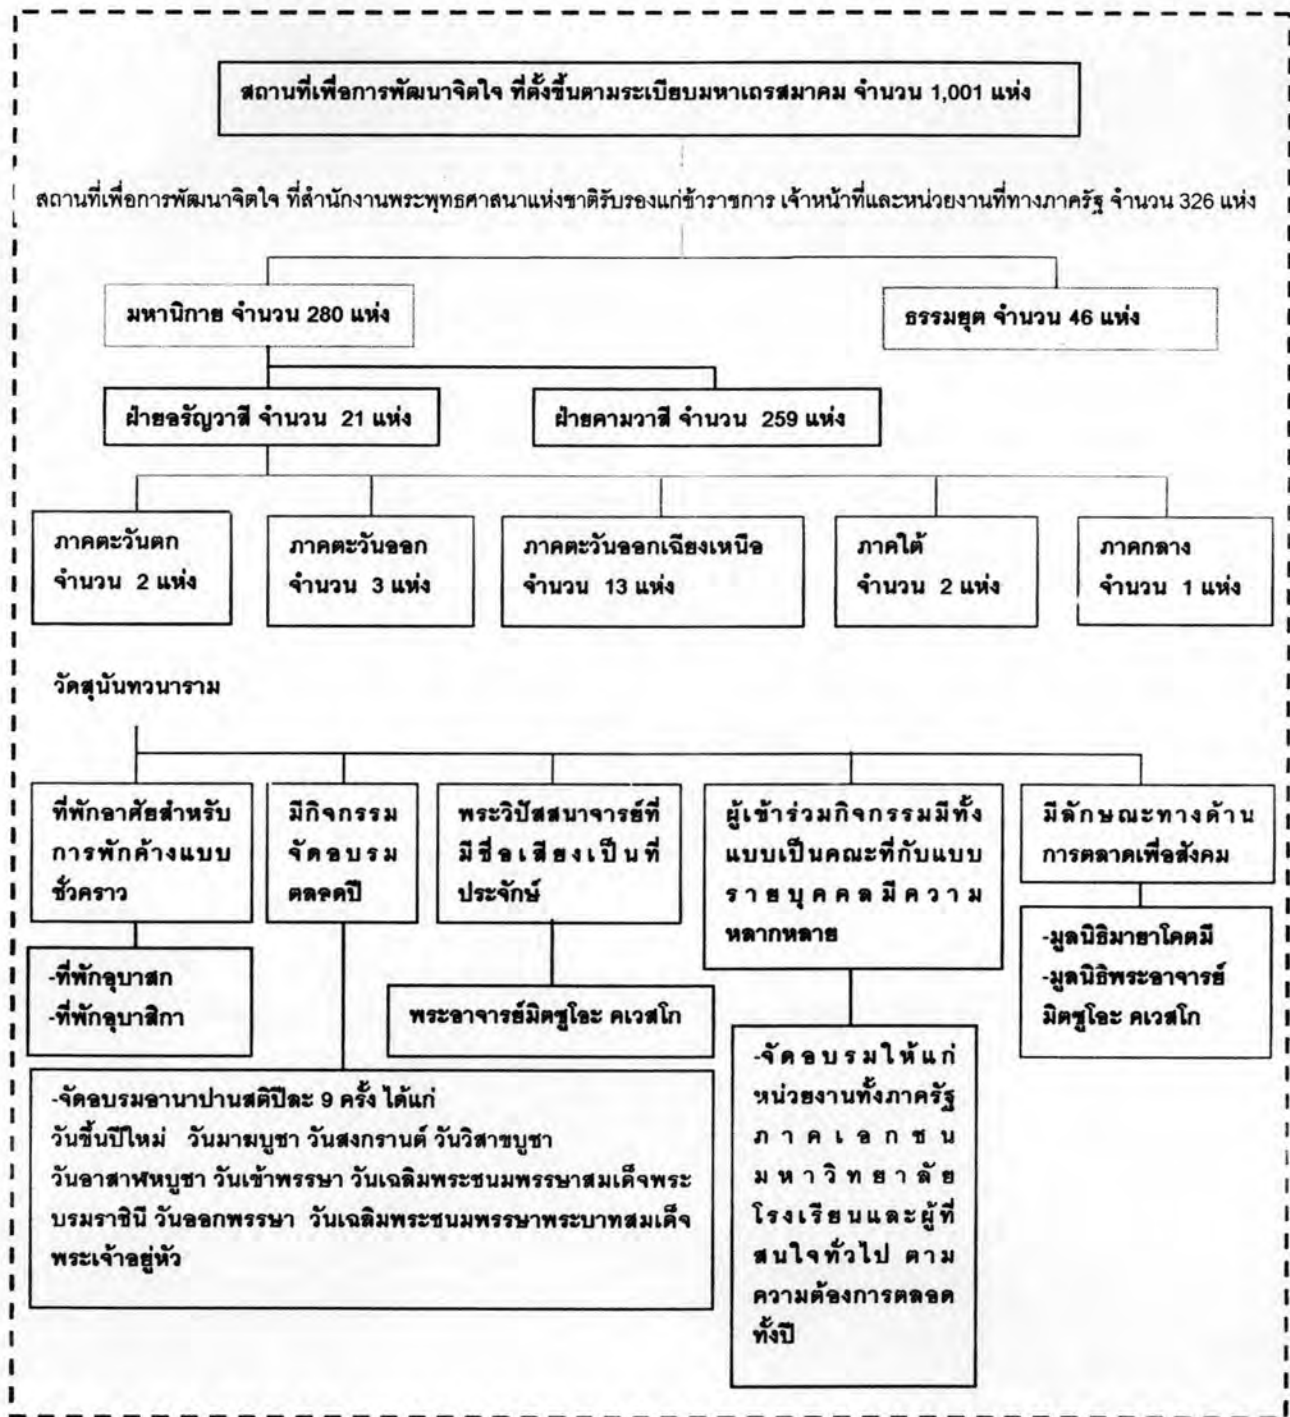 สถานที่เพื่อการพัฒนาจิตใจ ที่ตั้งขึ้นตามระเบียบมหาเถรสมาคม จำนวน 1,001 แห่ง
สถานที่เพื่อการพัฒนาจิตใจ ที่สำนักงานพระพุทธศาสนาแห่งชาติรับรองแก่ข้าราชการ เจ้าหน้าที่และหน่วยงานที่ทางภาครัฐ จำนวน 326 แห่ง
มหานิกาย จำนวน 280 แห่ง
ธรรมยุต จำนวน 46 แห่ง
ฝ่ายอรัญวาสี จำนวน 21 แห่ง
ฝ่ายคามวาสี จำนวน 259 แห่ง
ภาคตะวันตก
จำนวน 2 แห่ง
ภาคตะวันออก
จำนวน 3 แห่ง
ภาคตะวันออกเฉียงเหนือ
จำนวน 13 แห่ง
ภาคใต้
จำนวน 2 แห่ง
ภาคกลาง
จำนวน 1 แห่ง
วัดสุนันทวนาราม
ที่พักอาศัยสำหรับ
การพักค้างแบบ
ชั่วคราว
มีกิจกรรม
จัดอบรม
ตลอดปี
พระวิปัสสนาจารย์ที่
มีชื่อเสียงเป็นที่
ประจักษ์
ผู้เข้าร่วมกิจกรรมมีทั้ง
แบบเป็นคณะที่กับแบบ
รายบุคคลมีความ
หลากหลาย
มีลักษณะทางด้าน
การตลาดเพื่อสังคม
-ที่พักอุบาสก
-ที่พักอุบาสิกา
พระอาจารย์มิตซูโอะ คเวสโก
-มูลนิธิมายาโคตมี
-มูลนิธิพระอาจารย์
มิตซูโอะ คเวสโก
-จัดอบรมอานาปานสติปีละ 9 ครั้ง ได้แก่
วันขึ้นปีใหม่ วันมาฆบูชา วันสงกรานต์ วันวิสาขบูชา
วันอาสาฬหบูชา วันเข้าพรรษา วันเฉลิมพระชนมพรรษาสมเด็จพระ
บรมราชินี วันออกพรรษา วันเฉลิมพระชนมพรรษาพระบาทสมเด็จ
พระเจ้าอยู่หัว
-จัดอบรมให้แก่
หน่วยงานทั้งภาครัฐ
ภาคเอกชน
มหาวิทยาลัย
โรงเรียนและผู้ที่
สนใจทั่วไป ตาม
ความต้องการตลอด
ทั้งปี